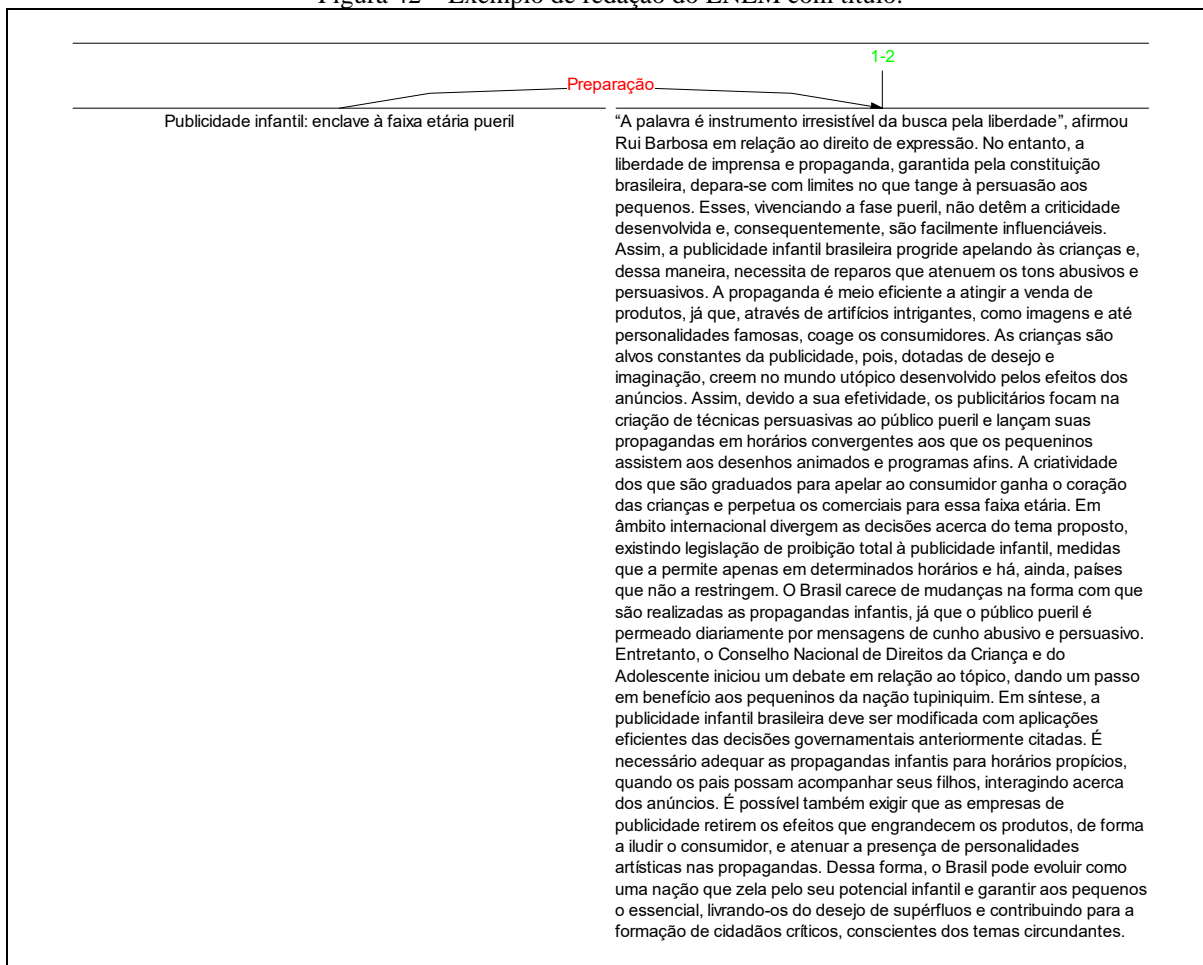 Figura 42 – Exemplo de redação do ENEM com título.
1-2
Preparação
Publicidade infantil: enclave à faixa etária pueril
“A palavra é instrumento irresistível da busca pela liberdade”, afirmou
Rui Barbosa em relação ao direito de expressão. No entanto, a
liberdade de imprensa e propaganda, garantida pela constituição
brasileira, depara-se com limites no que tange à persuasão aos
pequenos. Esses, vivenciando a fase pueril, não detêm a criticidade
desenvolvida e, consequentemente, são facilmente influenciáveis.
Assim, a publicidade infantil brasileira progride apelando às crianças e,
dessa maneira, necessita de reparos que atenuem os tons abusivos e
persuasivos. A propaganda é meio eficiente a atingir a venda de
produtos, já que, através de artifícios intrigantes, como imagens e até
personalidades famosas, coage os consumidores. As crianças são
alvos constantes da publicidade, pois, dotadas de desejo e
imaginação, creem no mundo utópico desenvolvido pelos efeitos dos
anúncios. Assim, devido a sua efetividade, os publicitários focam na
criação de técnicas persuasivas ao público pueril e lançam suas
propagandas em horários convergentes aos que os pequeninos
assistem aos desenhos animados e programas afins. A criatividade
dos que são graduados para apelar ao consumidor ganha o coração
das crianças e perpetua os comerciais para essa faixa etária. Em
âmbito internacional divergem as decisões acerca do tema proposto,
existindo legislação de proibição total à publicidade infantil, medidas
que a permite apenas em determinados horários e há, ainda, países
que não a restringem. O Brasil carece de mudanças na forma com que
são realizadas as propagandas infantis, já que o público pueril é
permeado diariamente por mensagens de cunho abusivo e persuasivo.
Entretanto, o Conselho Nacional de Direitos da Criança e do
Adolescente iniciou um debate em relação ao tópico, dando um passo
em benefício aos pequeninos da nação tupiniquim. Em síntese, a
publicidade infantil brasileira deve ser modificada com aplicações
eficientes das decisões governamentais anteriormente citadas. É
necessário adequar as propagandas infantis para horários propícios,
quando os pais possam acompanhar seus filhos, interagindo acerca
dos anúncios. É possível também exigir que as empresas de
publicidade retirem os efeitos que engrandecem os produtos, de forma
a iludir o consumidor, e atenuar a presença de personalidades
artísticas nas propagandas. Dessa forma, o Brasil pode evoluir como
uma nação que zela pelo seu potencial infantil e garantir aos pequenos
o essencial, livrando-os do desejo de supérfluos e contribuindo para a
formação de cidadãos críticos, conscientes dos temas circundantes.